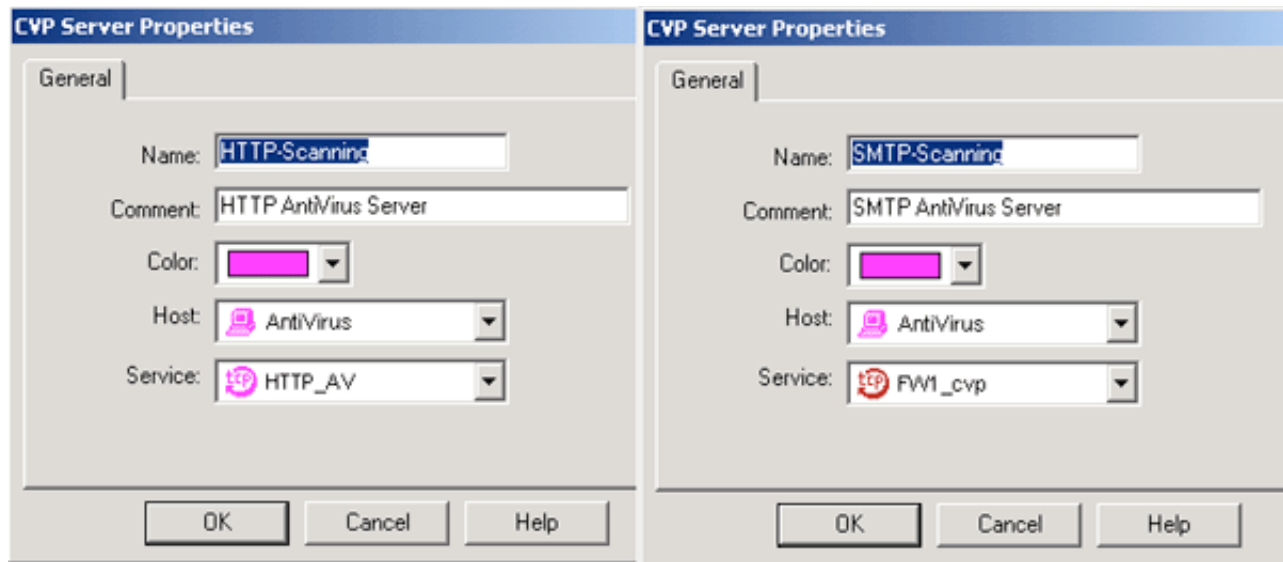 CVP Server Properties
General
Name: HTTP-Scanning
Comment: HTTP AntiVirus Server
Color:
Host: AntiVirus
Service: tcp HTTP_AV
OK Cancel Help
CVP Server Properties
General
Name: SMTP-Scanning
Comment: SMTP AntiVirus Server
Color:
Host: AntiVirus
Service: tcp FW1_cvp
OK Cancel Help